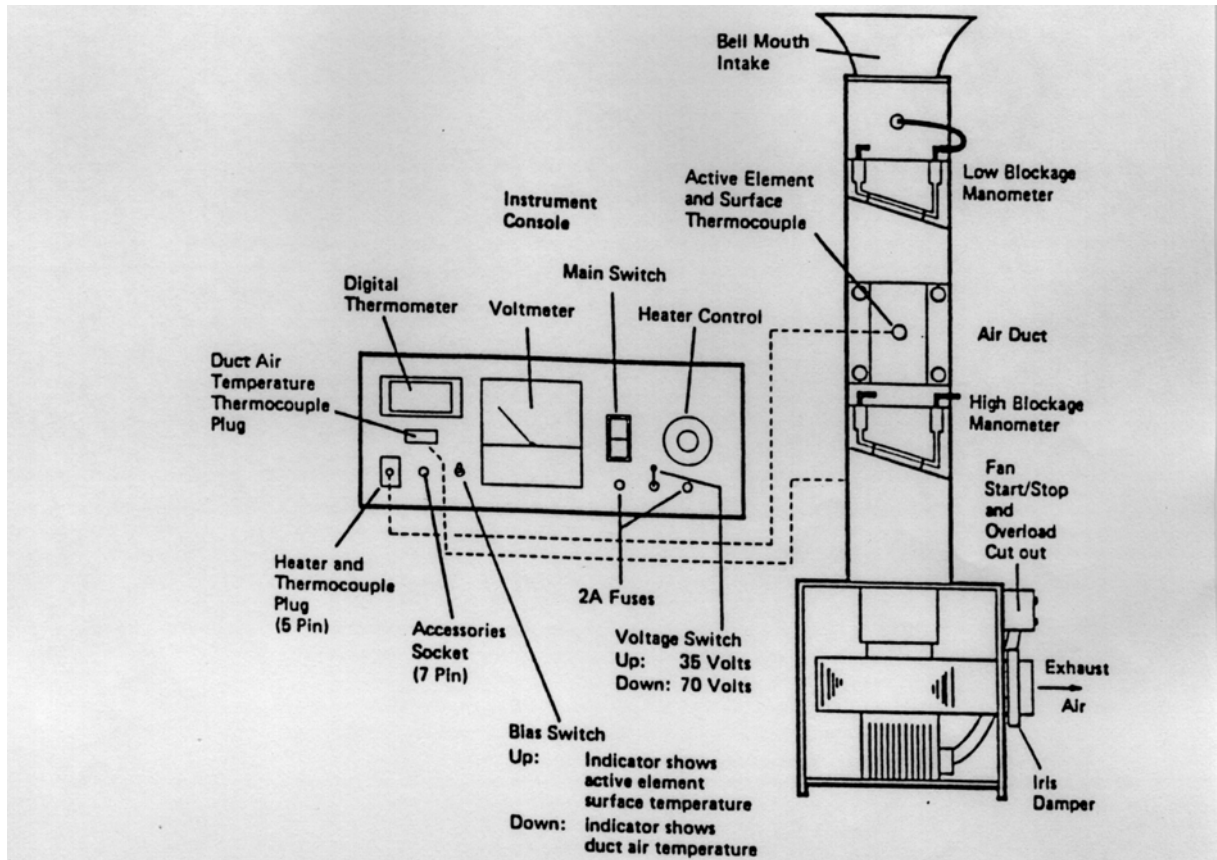 Bell Mouth
Intake
Low Blockage
Manometer
Active Element
and Surface
Thermocouple
Instrument
Console
Main Switch
Digital
Thermometer
Voltmeter
Heater Control
Air Duct
Duct Air
Temperature
Thermocouple
Plug
High Blockage
Manometer
Fan
Start/Stop
and
Overload
Cut out
Heater and
Thermocouple
Plug
(5 Pin)
Accessories
Socket
(7 Pin)
2A Fuses
Voltage Switch
Up: 35 Volts
Down: 70 Volts
Exhaust
Air
Bias Switch
Up: Indicator shows
active element
surface temperature
Down: indicator shows
duct air temperature
Iris
Damper